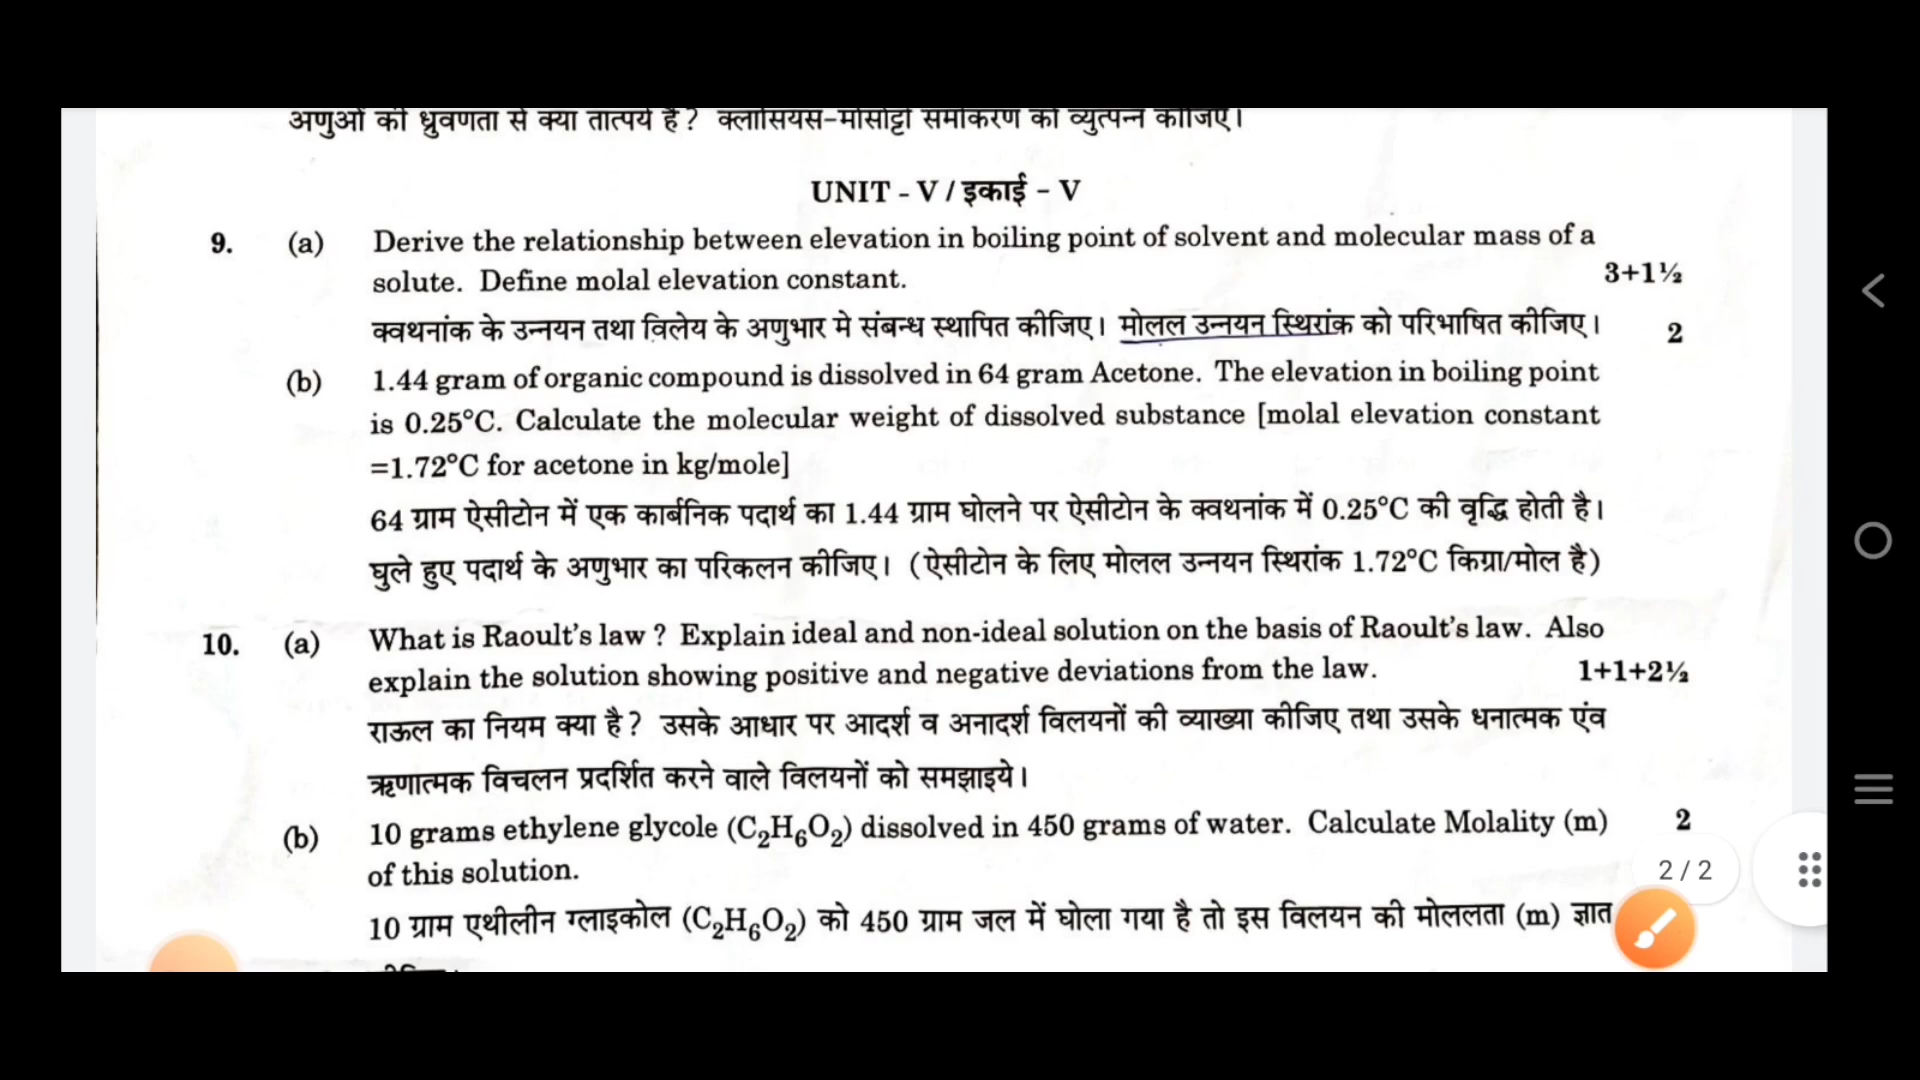 अणुओं की ध्रुवणता से क्या तात्पर्य है? क्लासियस-मोसोट्टी समीकरण को व्युत्पन्न कीजिए।
UNIT - V / इकाई - V
9. (a) Derive the relationship between elevation in boiling point of solvent and molecular mass of a
solute. Define molal elevation constant. 3+1½
क्वथनांक के उन्नयन तथा विलेय के अणुभार मे संबन्ध स्थापित कीजिए। मोलल उन्नयन स्थिरांक को परिभाषित कीजिए। 2
(b) 1.44 gram of organic compound is dissolved in 64 gram Acetone. The elevation in boiling point
is 0.25°C. Calculate the molecular weight of dissolved substance [molal elevation constant
=1.72°C for acetone in kg/mole]
64 ग्राम ऐसीटोन में एक कार्बनिक पदार्थ का 1.44 ग्राम घोलने पर ऐसीटोन के क्वथनांक में 0.25°C की वृद्धि होती है।
घुले हुए पदार्थ के अणुभार का परिकलन कीजिए। (ऐसीटोन के लिए मोलल उन्नयन स्थिरांक 1.72°C किग्रा/मोल है)
10. (a) What is Raoult's law ? Explain ideal and non-ideal solution on the basis of Raoult's law. Also
explain the solution showing positive and negative deviations from the law. 1+1+2½
राऊल का नियम क्या है? उसके आधार पर आदर्श व अनादर्श विलयनों की व्याख्या कीजिए तथा उसके धनात्मक एंव
ऋणात्मक विचलन प्रदर्शित करने वाले विलयनों को समझाइये।
(b) 10 grams ethylene glycole (C₂H₆O₂) dissolved in 450 grams of water. Calculate Molality (m) 2
of this solution.
2 / 2
10 ग्राम एथीलीन ग्लाइकोल (C₂H₆O₂) को 450 ग्राम जल में घोला गया है तो इस विलयन की मोललता (m) ज्ञात